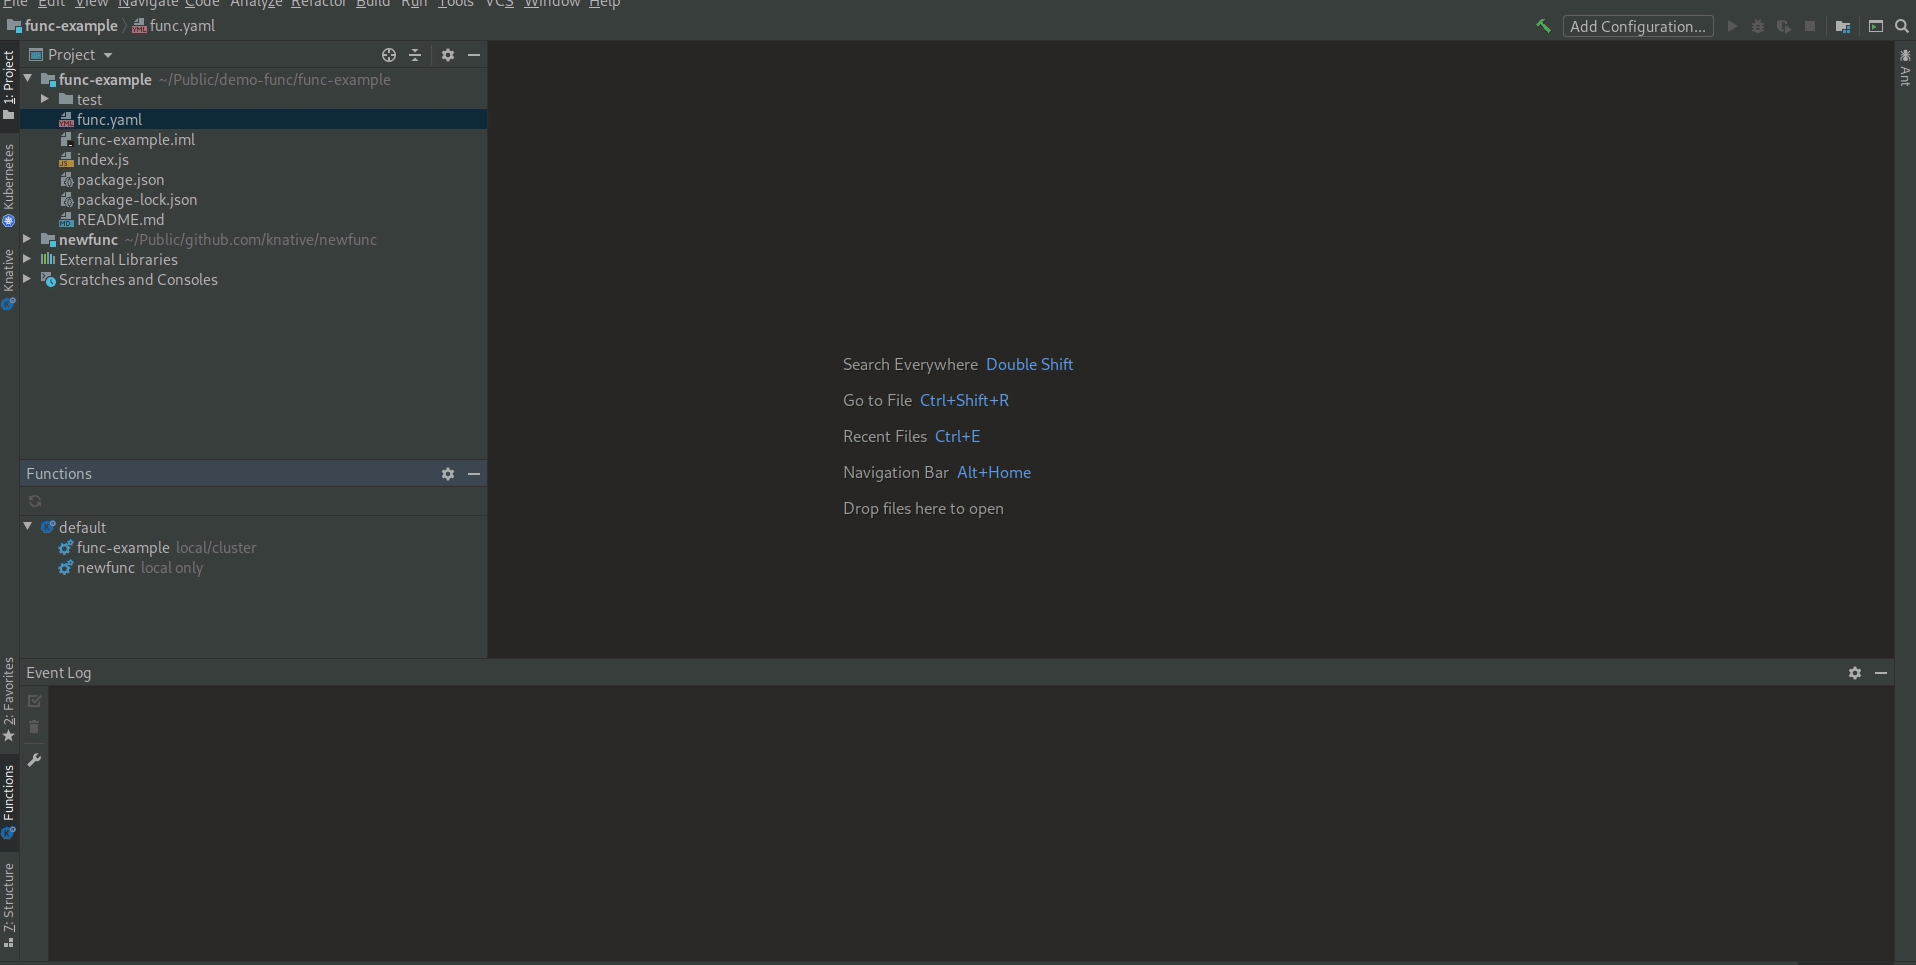 File Edit View Navigate Code Analyze Refactor Build Run Tools VCS Window Help
func-example func.yaml Add Configuration...
1: Project
Kubernetes
Knative
2: Favorites
Functions
7: Structure
Project
func-example ~/Public/demo-func/func-example
test
func.yaml
func-example.iml
index.js
package.json
package-lock.json
README.md
newfunc ~/Public/github.com/knative/newfunc
External Libraries
Scratches and Consoles
Functions
default
func-example local/cluster
newfunc local only
Search Everywhere Double Shift
Go to File Ctrl+Shift+R
Recent Files Ctrl+E
Navigation Bar Alt+Home
Drop files here to open
Ant
Event Log